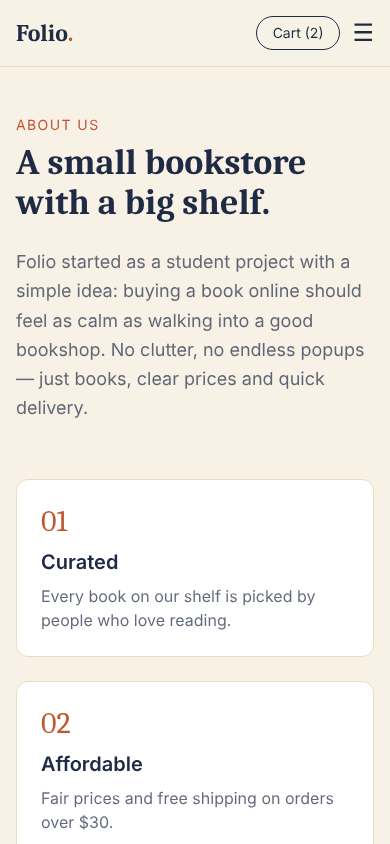 Folio.
Cart (2)
ABOUT US
A small bookstore
with a big shelf.
Folio started as a student project with a
simple idea: buying a book online should
feel as calm as walking into a good
bookshop. No clutter, no endless popups
— just books, clear prices and quick
delivery.
01
Curated
Every book on our shelf is picked by
people who love reading.
02
Affordable
Fair prices and free shipping on orders
over $30.